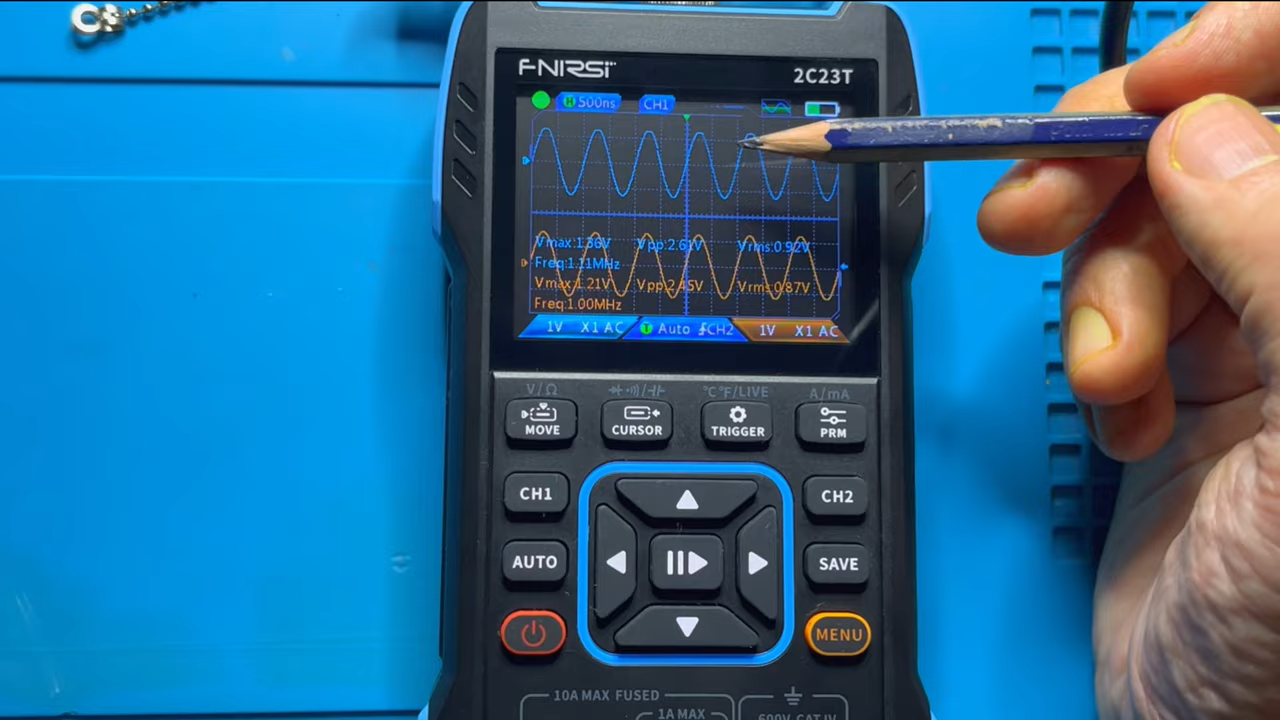 FNIRSI
2C23T
H 500ns CH1
Vmax:1.36V Vpp:2.61V Vrms:0.92V
Freq:1.11MHz
Vmax:1.21V Vpp:2.45V Vrms:0.87V
Freq:1.00MHz
1V X1 AC T Auto CH2 1V X1 AC
V/Ω °C°F/LIVE A/mA
MOVE CURSOR TRIGGER PRM
CH1 CH2
AUTO SAVE
MENU
10A MAX FUSED
1A MAX
600V CAT IV